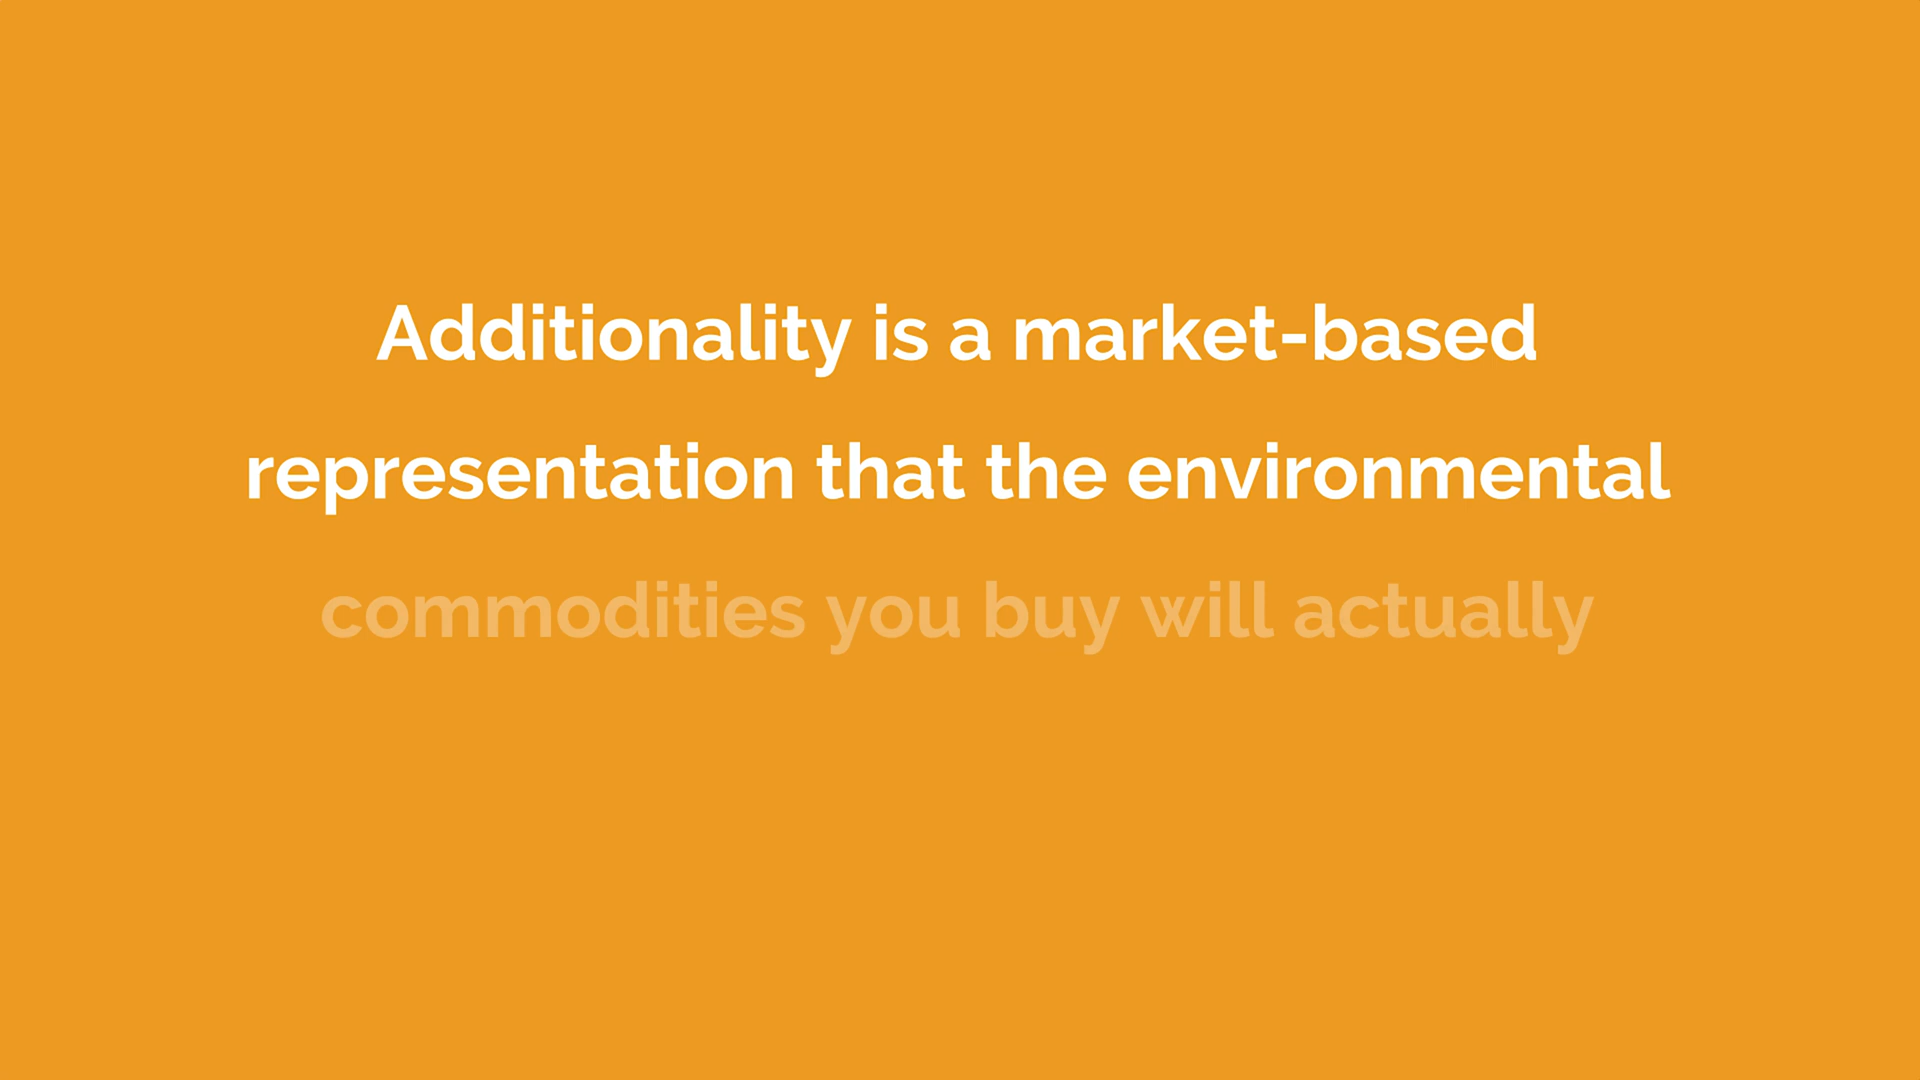 Additionality is a market-based
representation that the environmental
commodities you buy will actually